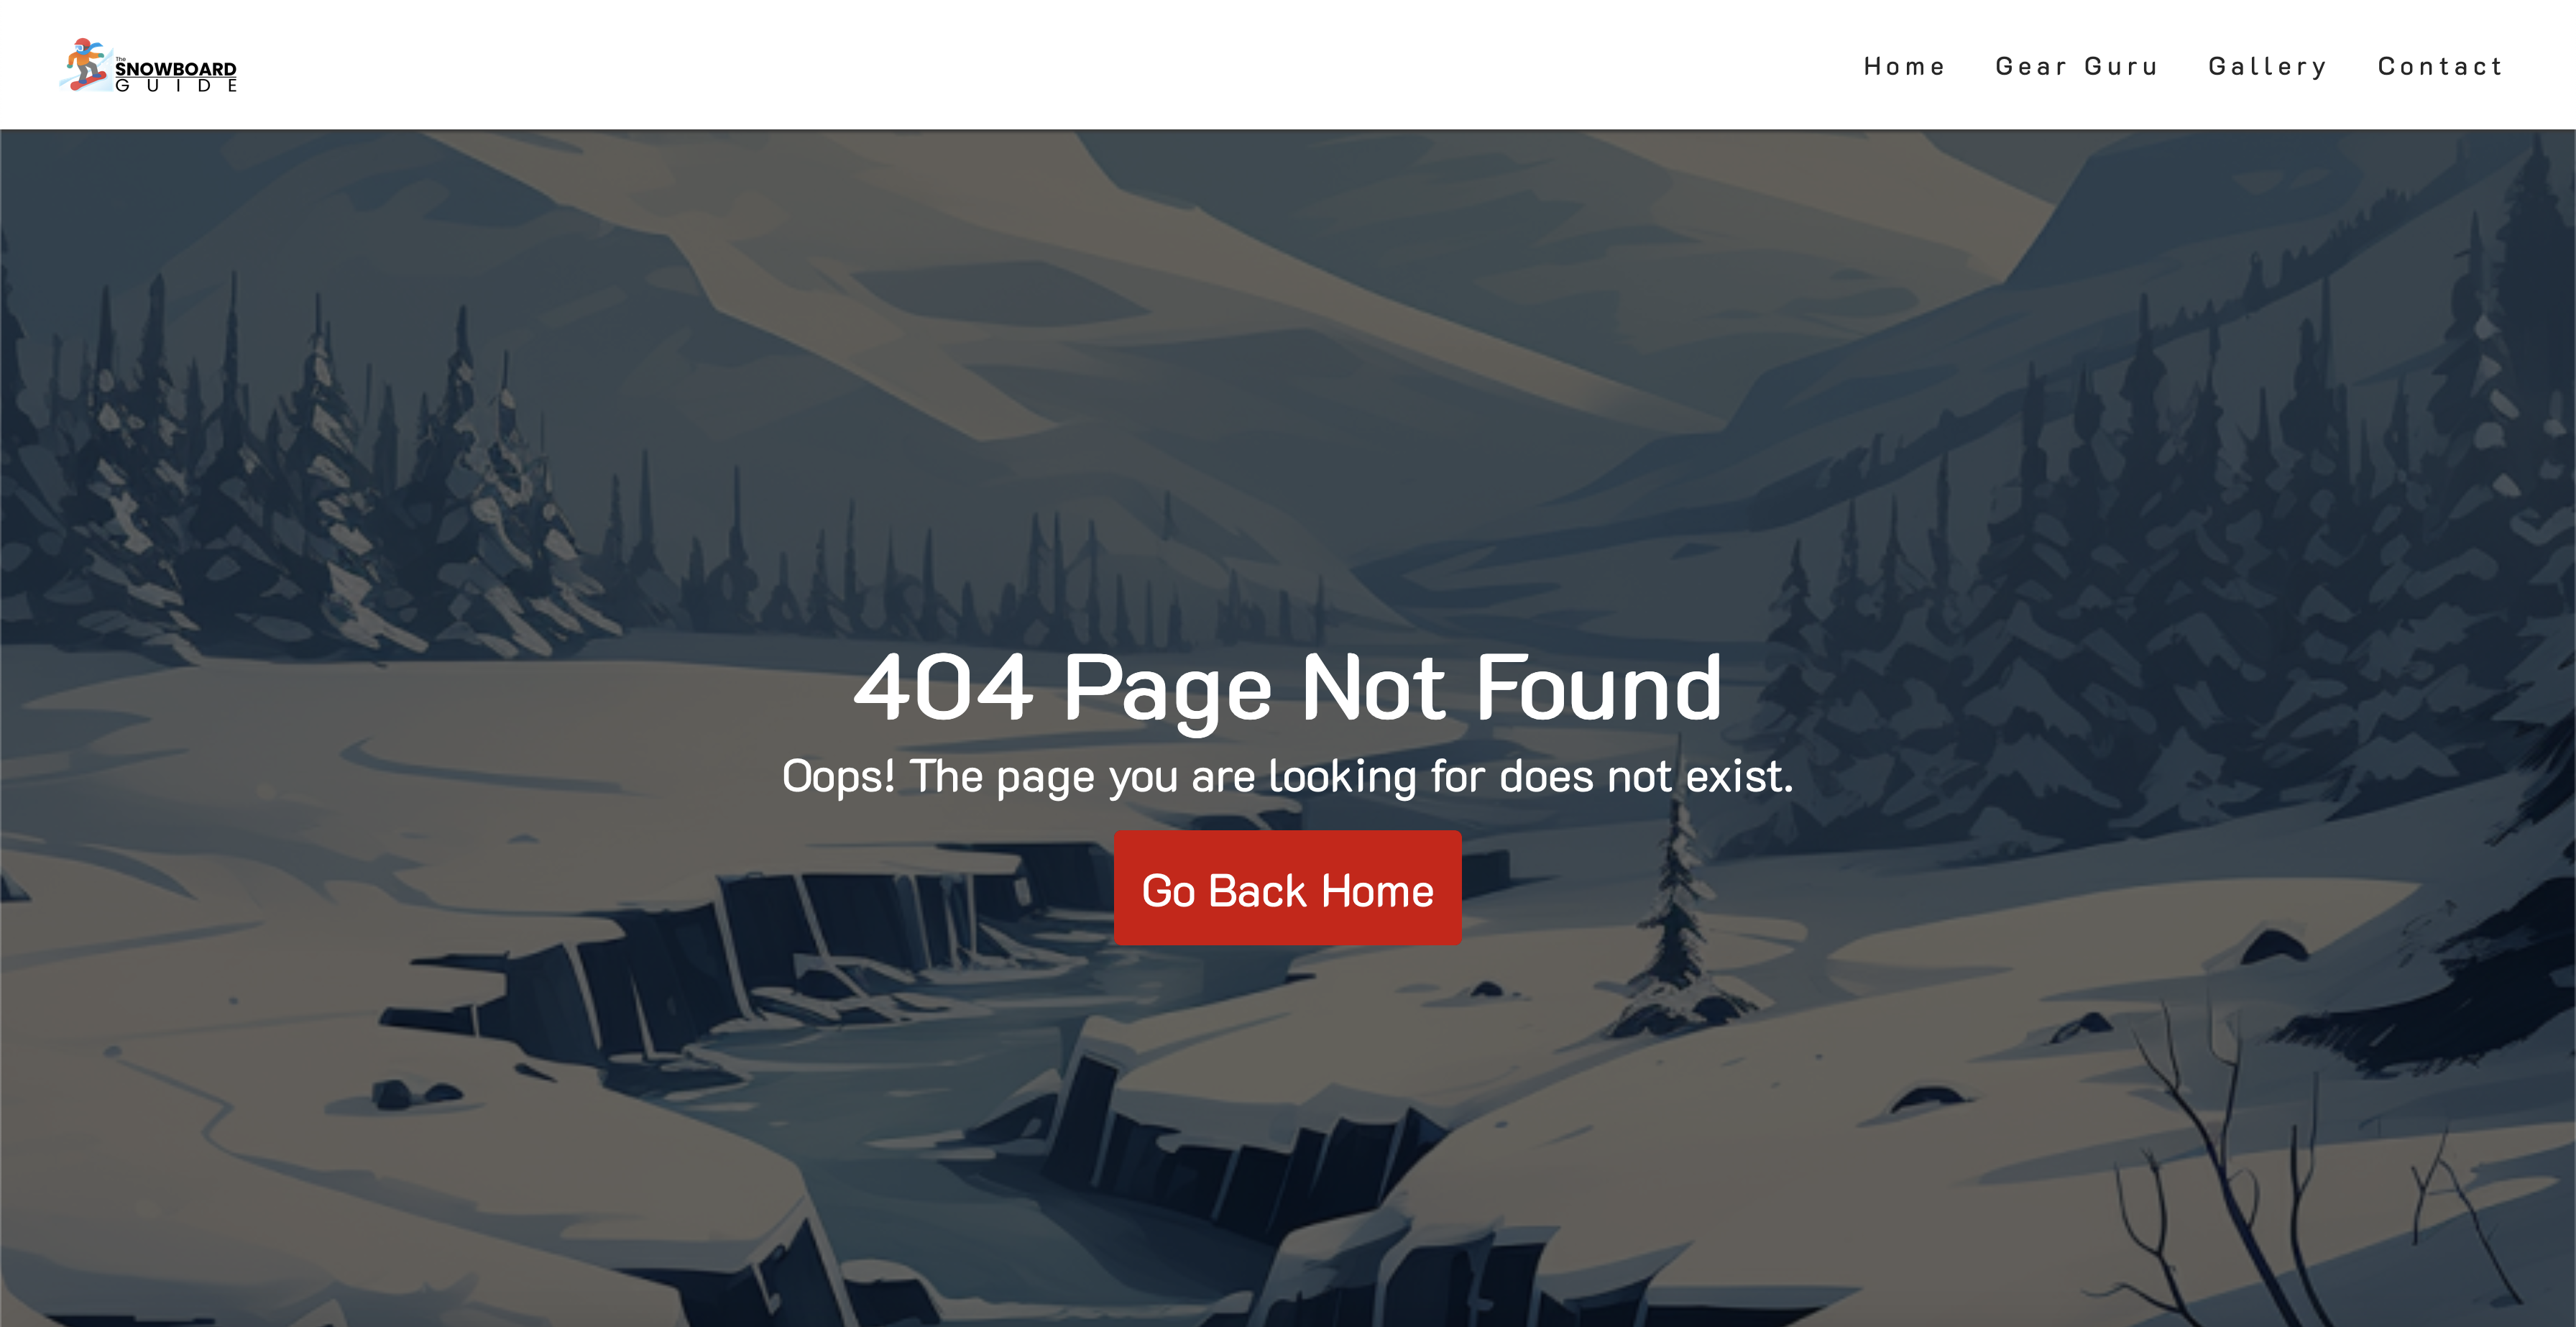 The
SNOWBOARD
GUIDE
Home Gear Guru Gallery Contact
404 Page Not Found
Oops! The page you are looking for does not exist.
Go Back Home